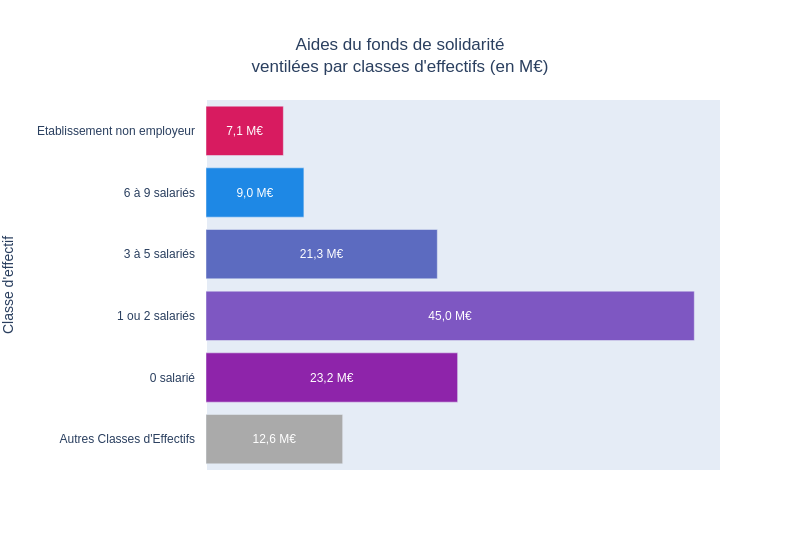 Aides du fonds de solidarité
ventilées par classes d'effectifs (en M€)
Classe d'effectif
Etablissement non employeur
7,1 M€
6 à 9 salariés
9,0 M€
3 à 5 salariés
21,3 M€
1 ou 2 salariés
45,0 M€
0 salarié
23,2 M€
Autres Classes d'Effectifs
12,6 M€